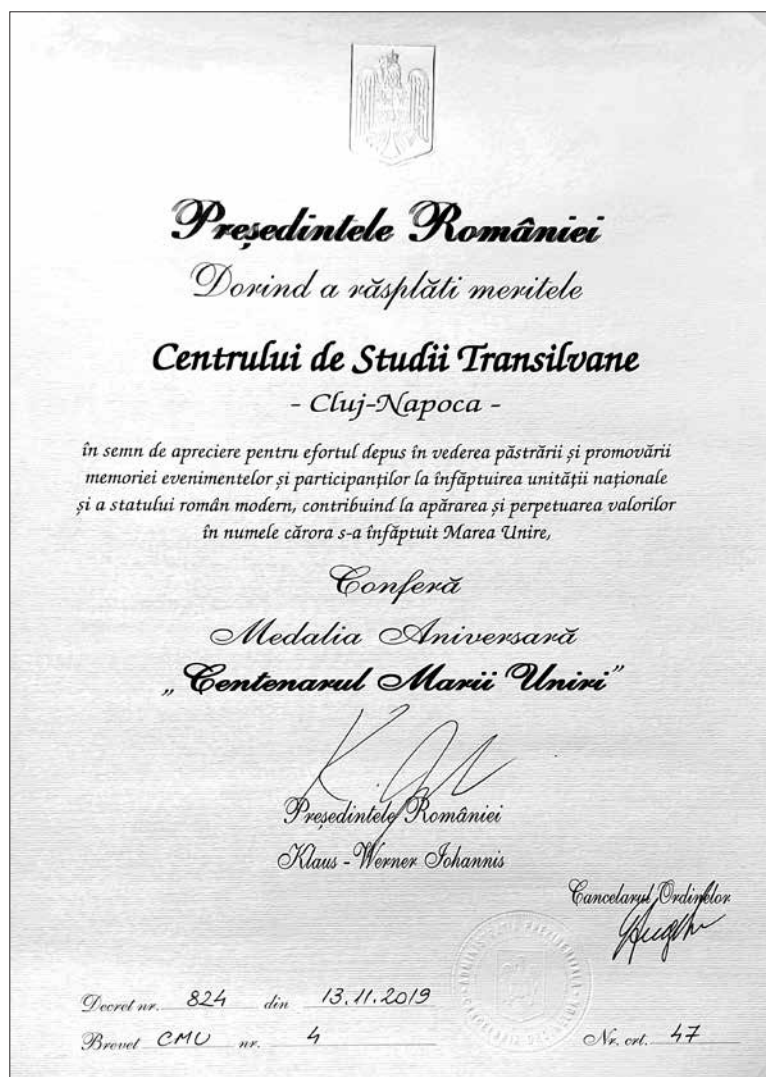 Președintele României
Dorind a răsplăti meritele
Centrului de Studii Transilvane
- Cluj-Napoca -
în semn de apreciere pentru efortul depus în vederea păstrării și promovării
memoriei evenimentelor și participanților la înfăptuirea unității naționale
și a statului român modern, contribuind la apărarea și perpetuarea valorilor
în numele cărora s-a înfăptuit Marea Unire,
Conferă
Medalia Aniversară
„Centenarul Marii Uniri”
Președintele României
Klaus - Werner Iohannis
Cancelarul Ordinelor
Decret nr. 824 din 13.11.2019
Brevet CMU nr. 4
Nr. crt. 47